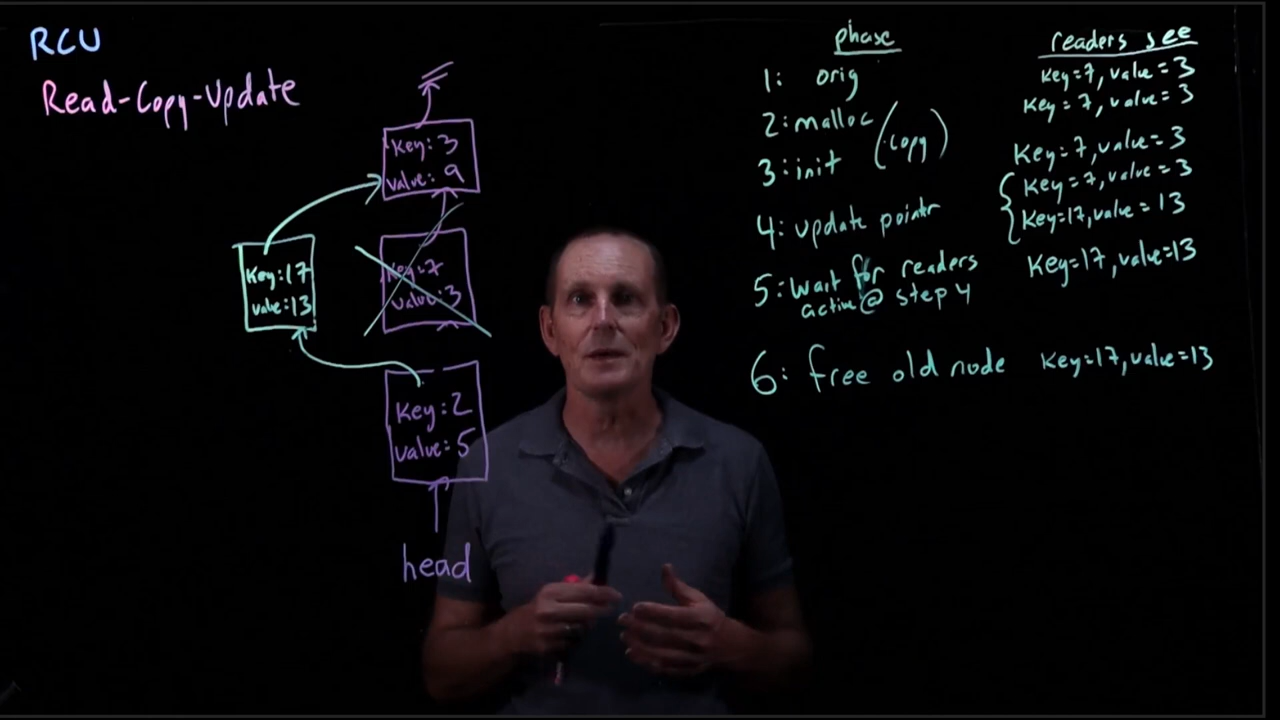 RCU
Read-Copy-Update
Key: 3
value: 9
Key: 17
value: 13
Key: 7
value: 3
Key: 2
value: 5
head
phase
1: orig
2: malloc
(copy)
3: init
4: update pointr
5: wait for readers
active @ step 4
6: free old node
readers see
Key=7, value=3
Key=7, value=3
Key=7, value=3
Key=7, value=3
Key=17, value=13
Key=17, value=13
Key=17, value=13